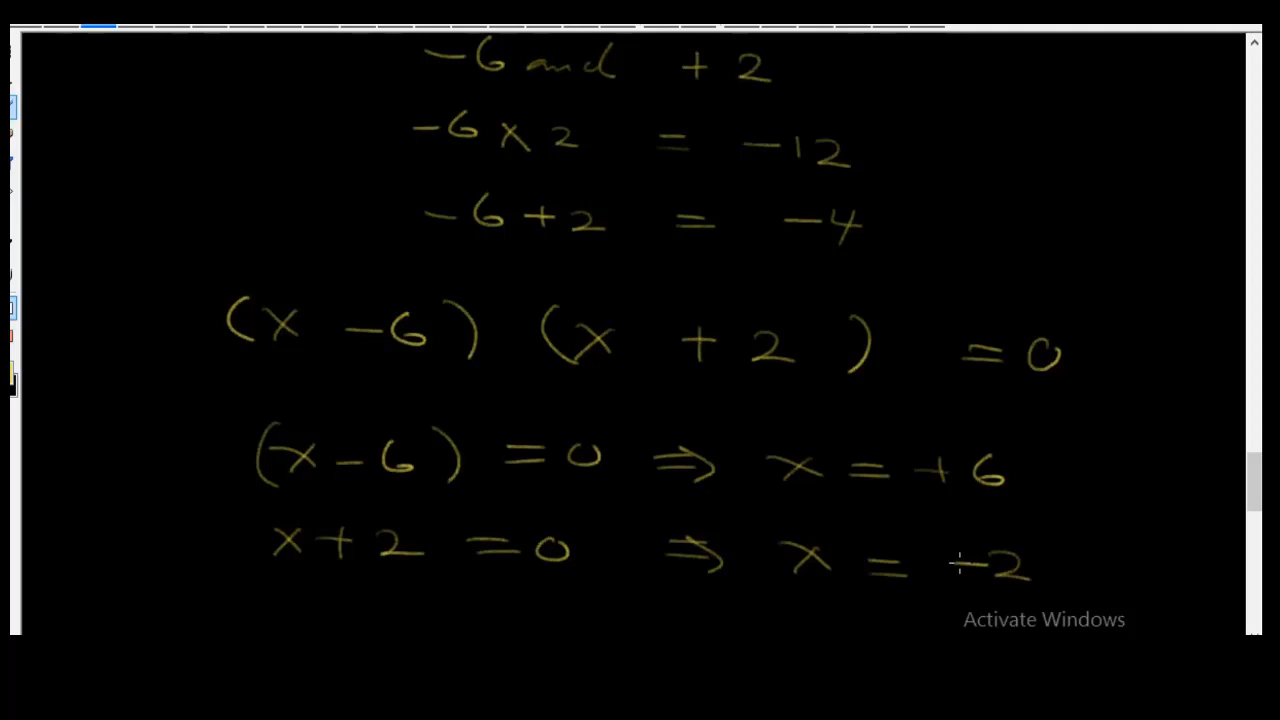 -6 and + 2
-6 x 2 = -12
-6 + 2 = -4
(x - 6) (x + 2) = 0
(x - 6) = 0 ⇒ x = +6
x + 2 = 0 ⇒ x = -2
Activate Windows